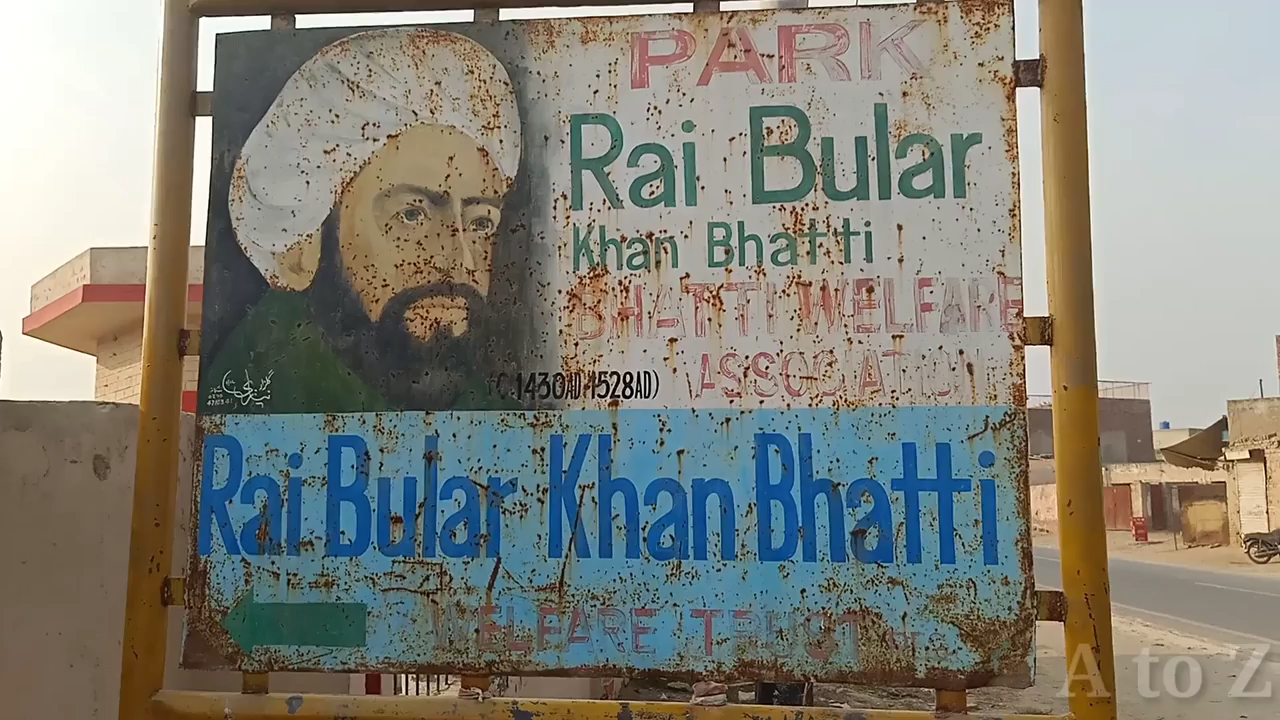 PARK
Rai Bular
Khan Bhatti
BHATTI WELFARE
ASSOCIATION
(C.1430AD-1528AD)
Rai Bular Khan Bhatti
WELFARE TRUST
A to Z